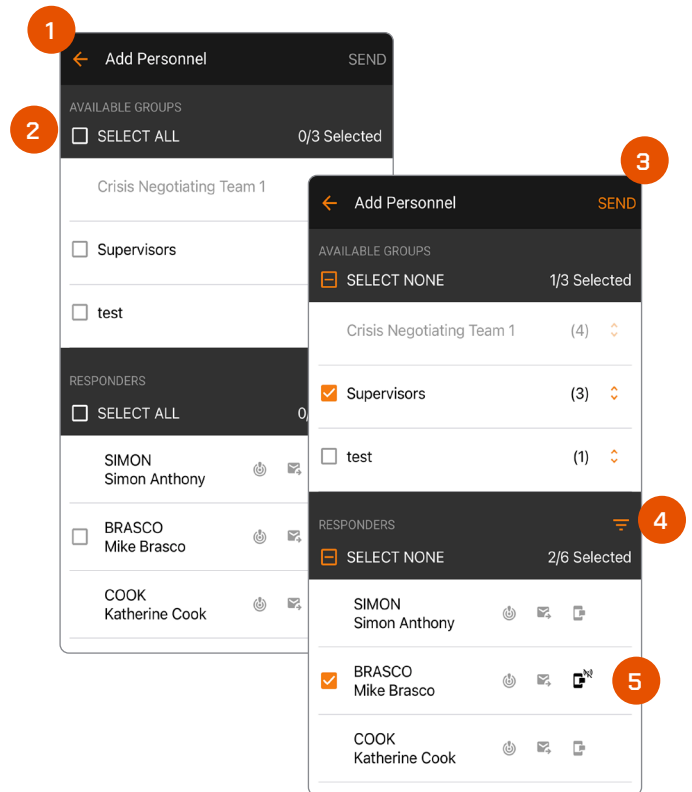 1
Add Personnel
SEND
AVAILABLE GROUPS
2
SELECT ALL
0/3 Selected
Crisis Negotiating Team 1
Supervisors
test
RESPONDERS
SELECT ALL
0/
SIMON
Simon Anthony
BRASCO
Mike Brasco
COOK
Katherine Cook
3
Add Personnel
SEND
AVAILABLE GROUPS
SELECT NONE
1/3 Selected
Crisis Negotiating Team 1
(4)
Supervisors
(3)
test
(1)
RESPONDERS
4
SELECT NONE
2/6 Selected
SIMON
Simon Anthony
BRASCO
Mike Brasco
5
COOK
Katherine Cook